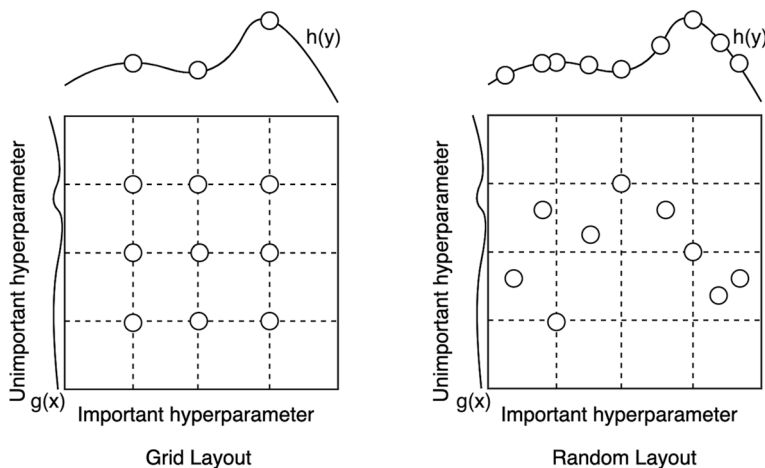 h(y)
Unimportant hyperparameter
g(x)
Important hyperparameter
Grid Layout
h(y)
Unimportant hyperparameter
g(x)
Important hyperparameter
Random Layout